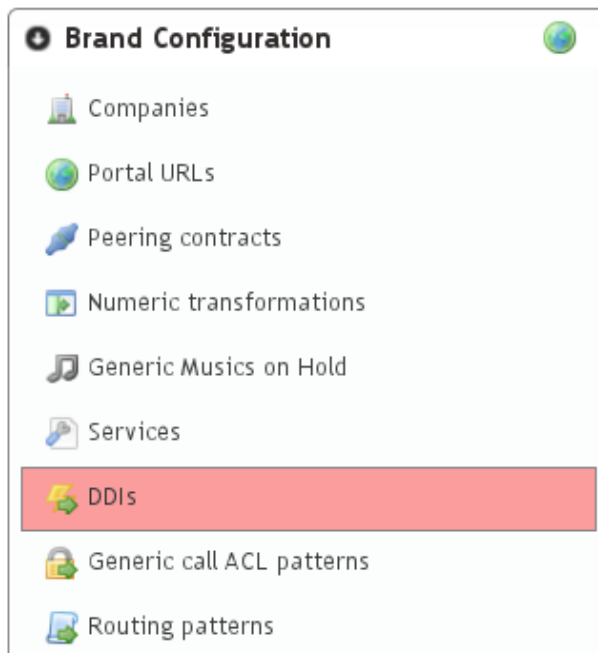 Brand Configuration
Companies
Portal URLs
Peering contracts
Numeric transformations
Generic Musics on Hold
Services
DDIs
Generic call ACL patterns
Routing patterns